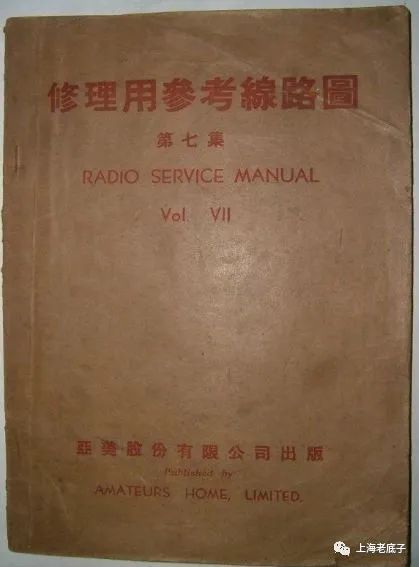 修理用參考線路圖
第七集
RADIO SERVICE MANUAL
Vol. VII
亞美股份有限公司出版
Published by
AMATEURS HOME, LIMITED.
上海老底子